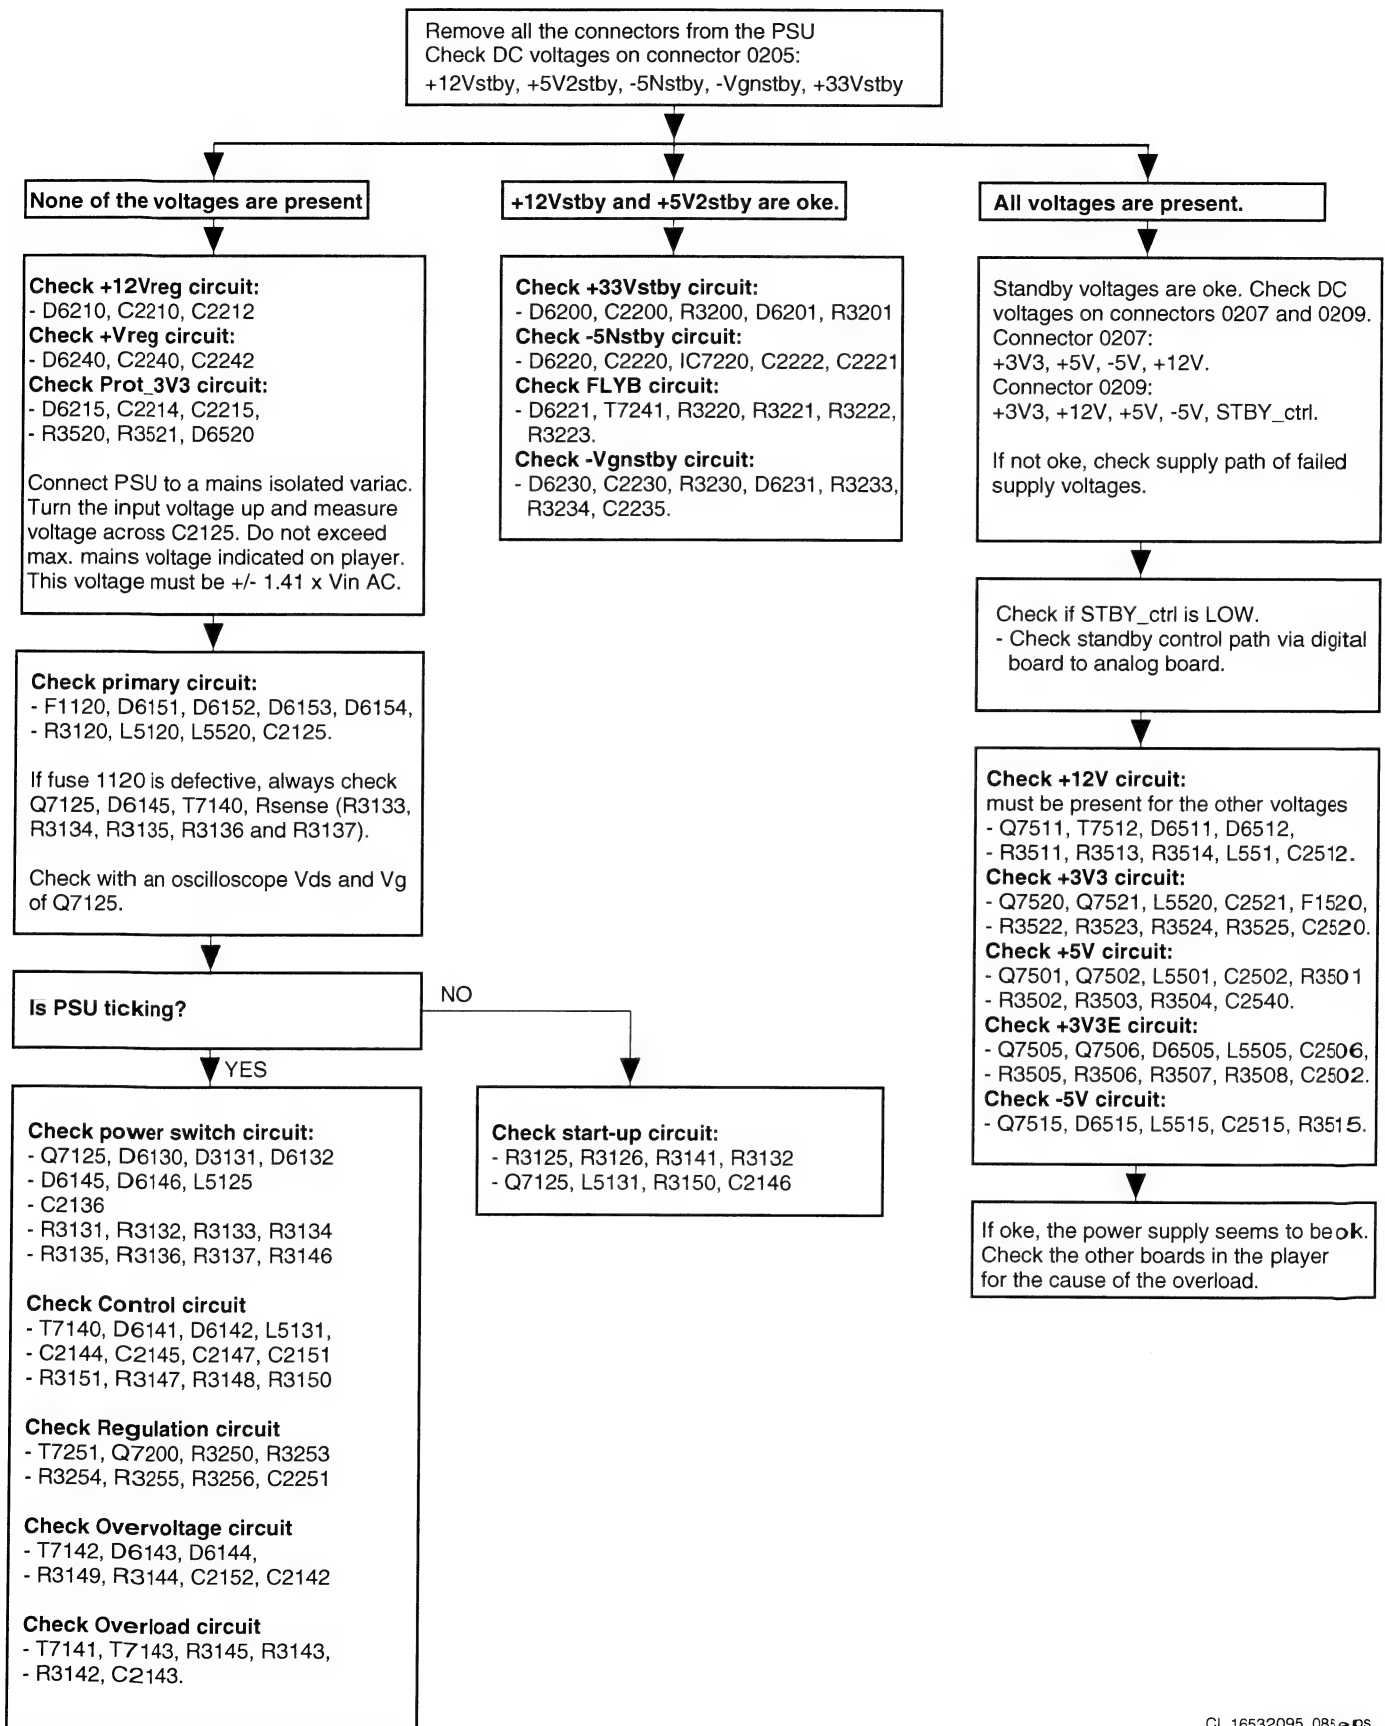 Remove all the connectors from the PSU
Check DC voltages on connector 0205:
+12Vstby, +5V2stby, -5Nstby, -Vgnstby, +33Vstby
None of the voltages are present
Check +12Vreg circuit:
- D6210, C2210, C2212
Check +Vreg circuit:
- D6240, C2240, C2242
Check Prot_3V3 circuit:
- D6215, C2214, C2215,
- R3520, R3521, D6520
Connect PSU to a mains isolated variac.
Turn the input voltage up and measure
voltage across C2125. Do not exceed
max. mains voltage indicated on player.
This voltage must be +/- 1.41 x Vin AC.
Check primary circuit:
- F1120, D6151, D6152, D6153, D6154,
- R3120, L5120, L5520, C2125.
If fuse 1120 is defective, always check
Q7125, D6145, T7140, Rsense (R3133,
R3134, R3135, R3136 and R3137).
Check with an oscilloscope Vds and Vg
of Q7125.
Is PSU ticking?
NO
YES
Check power switch circuit:
- Q7125, D6130, D3131, D6132
- D6145, D6146, L5125
- C2136
- R3131, R3132, R3133, R3134
- R3135, R3136, R3137, R3146
Check Control circuit
- T7140, D6141, D6142, L5131,
- C2144, C2145, C2147, C2151
- R3151, R3147, R3148, R3150
Check Regulation circuit
- T7251, Q7200, R3250, R3253
- R3254, R3255, R3256, C2251
Check Overvoltage circuit
- T7142, D6143, D6144,
- R3149, R3144, C2152, C2142
Check Overload circuit
- T7141, T7143, R3145, R3143,
- R3142, C2143.
Check start-up circuit:
- R3125, R3126, R3141, R3132
- Q7125, L5131, R3150, C2146
+12Vstby and +5V2stby are oke.
Check +33Vstby circuit:
- D6200, C2200, R3200, D6201, R3201
Check -5Nstby circuit:
- D6220, C2220, IC7220, C2222, C2221
Check FLYB circuit:
- D6221, T7241, R3220, R3221, R3222,
R3223.
Check -Vgnstby circuit:
- D6230, C2230, R3230, D6231, R3233,
R3234, C2235.
All voltages are present.
Standby voltages are oke. Check DC
voltages on connectors 0207 and 0209.
Connector 0207:
+3V3, +5V, -5V, +12V.
Connector 0209:
+3V3, +12V, +5V, -5V, STBY_ctrl.
If not oke, check supply path of failed
supply voltages.
Check if STBY_ctrl is LOW.
- Check standby control path via digital
board to analog board.
Check +12V circuit:
must be present for the other voltages
- Q7511, T7512, D6511, D6512,
- R3511, R3513, R3514, L551, C2512.
Check +3V3 circuit:
- Q7520, Q7521, L5520, C2521, F1520,
- R3522, R3523, R3524, R3525, C2520.
Check +5V circuit:
- Q7501, Q7502, L5501, C2502, R3501
- R3502, R3503, R3504, C2540.
Check +3V3E circuit:
- Q7505, Q7506, D6505, L5505, C2506,
- R3505, R3506, R3507, R3508, C2502.
Check -5V circuit:
- Q7515, D6515, L5515, C2515, R3515.
If oke, the power supply seems to be ok.
Check the other boards in the player
for the cause of the overload.
CL 16532095